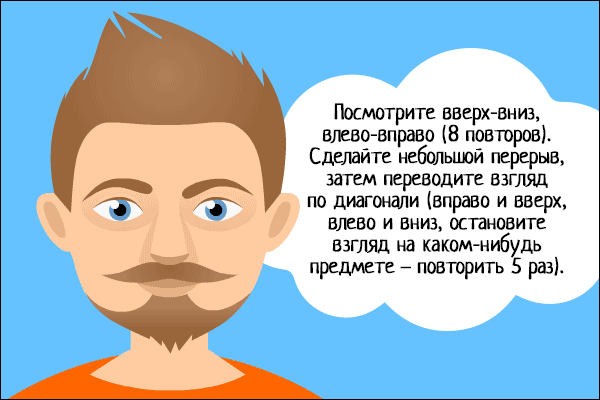 Посмотрите вверх-вниз,
влево-вправо (8 повторов).
Сделайте небольшой перерыв,
затем переводите взгляд
по диагонали (вправо и вверх,
влево и вниз, остановите
взгляд на каком-нибудь
предмете – повторить 5 раз).